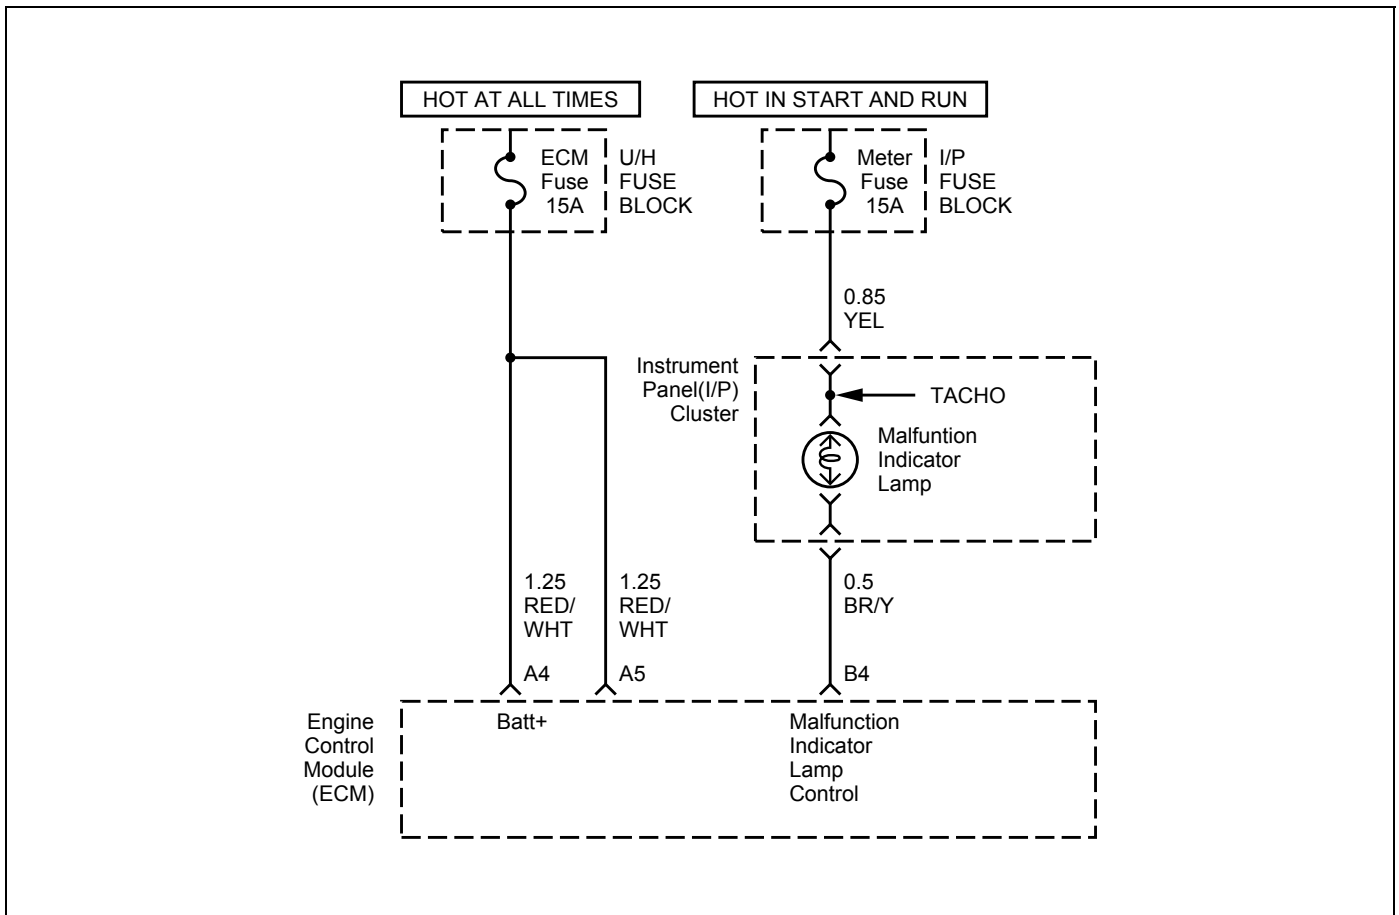 HOT AT ALL TIMES
HOT IN START AND RUN
ECM
Fuse
15A
U/H
FUSE
BLOCK
Meter
Fuse
15A
I/P
FUSE
BLOCK
0.85
YEL
Instrument
Panel(I/P)
Cluster
TACHO
Malfuntion
Indicator
Lamp
1.25
RED/
WHT
1.25
RED/
WHT
0.5
BR/Y
A4
A5
B4
Engine
Control
Module
(ECM)
Batt+
Malfunction
Indicator
Lamp
Control